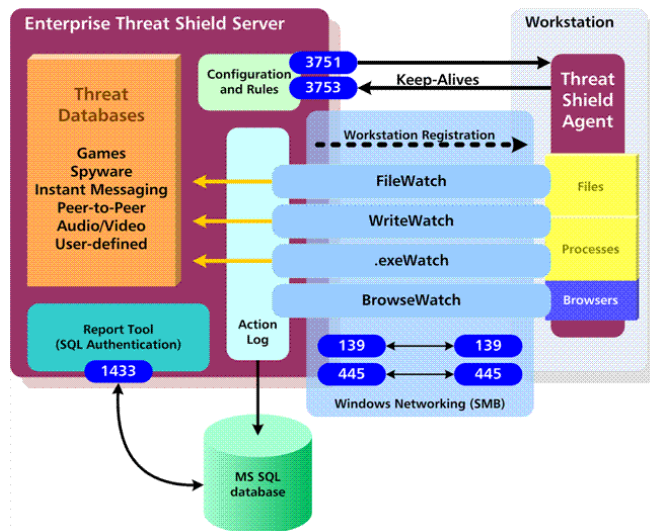 Enterprise Threat Shield Server
Workstation
Threat
Databases
Games
Spyware
Instant Messaging
Peer-to-Peer
Audio/Video
User-defined
Configuration
and Rules
3751
3753
Keep-Alives
Threat
Shield
Agent
Workstation Registration
FileWatch
Files
WriteWatch
.exeWatch
Processes
BrowseWatch
Browsers
Action
Log
Report Tool
(SQL Authentication)
1433
139
139
445
445
Windows Networking (SMB)
MS SQL
database